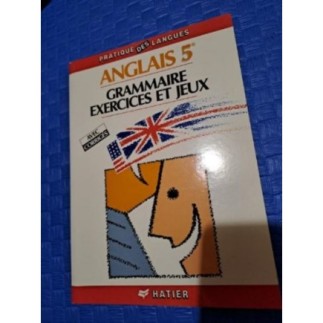 PRATIQUE DES LANGUES
ANGLAIS 5e
GRAMMAIRE
EXERCICES ET JEUX
AVEC
CORRIGÉS
HATIER